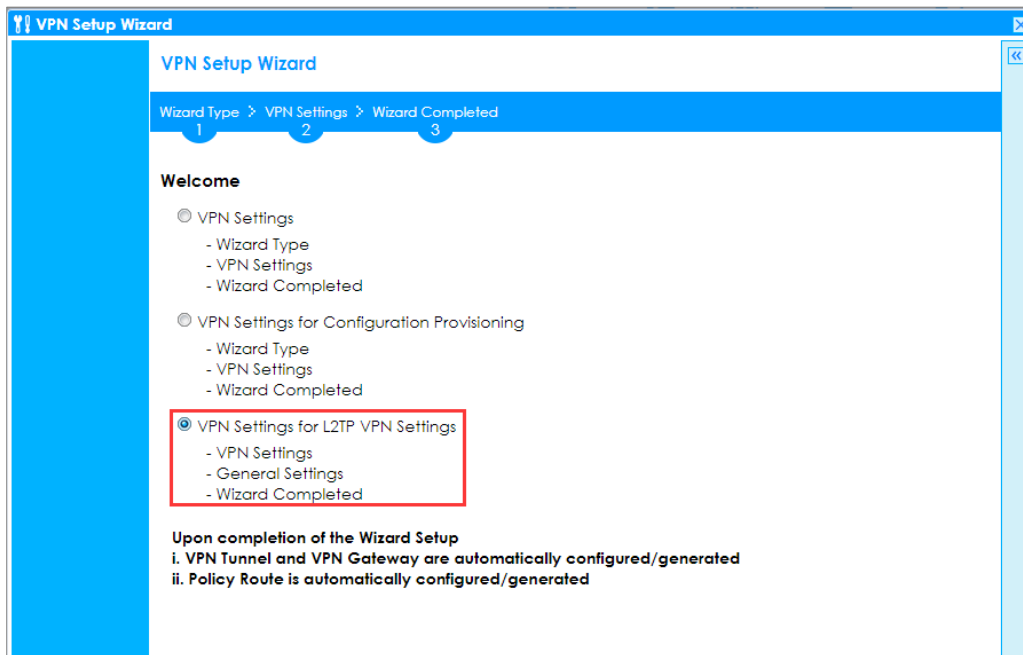 VPN Setup Wizard
VPN Setup Wizard
Wizard Type > VPN Settings > Wizard Completed
1 2 3
Welcome
VPN Settings
- Wizard Type
- VPN Settings
- Wizard Completed
VPN Settings for Configuration Provisioning
- Wizard Type
- VPN Settings
- Wizard Completed
VPN Settings for L2TP VPN Settings
- VPN Settings
- General Settings
- Wizard Completed
Upon completion of the Wizard Setup
i. VPN Tunnel and VPN Gateway are automatically configured/generated
ii. Policy Route is automatically configured/generated